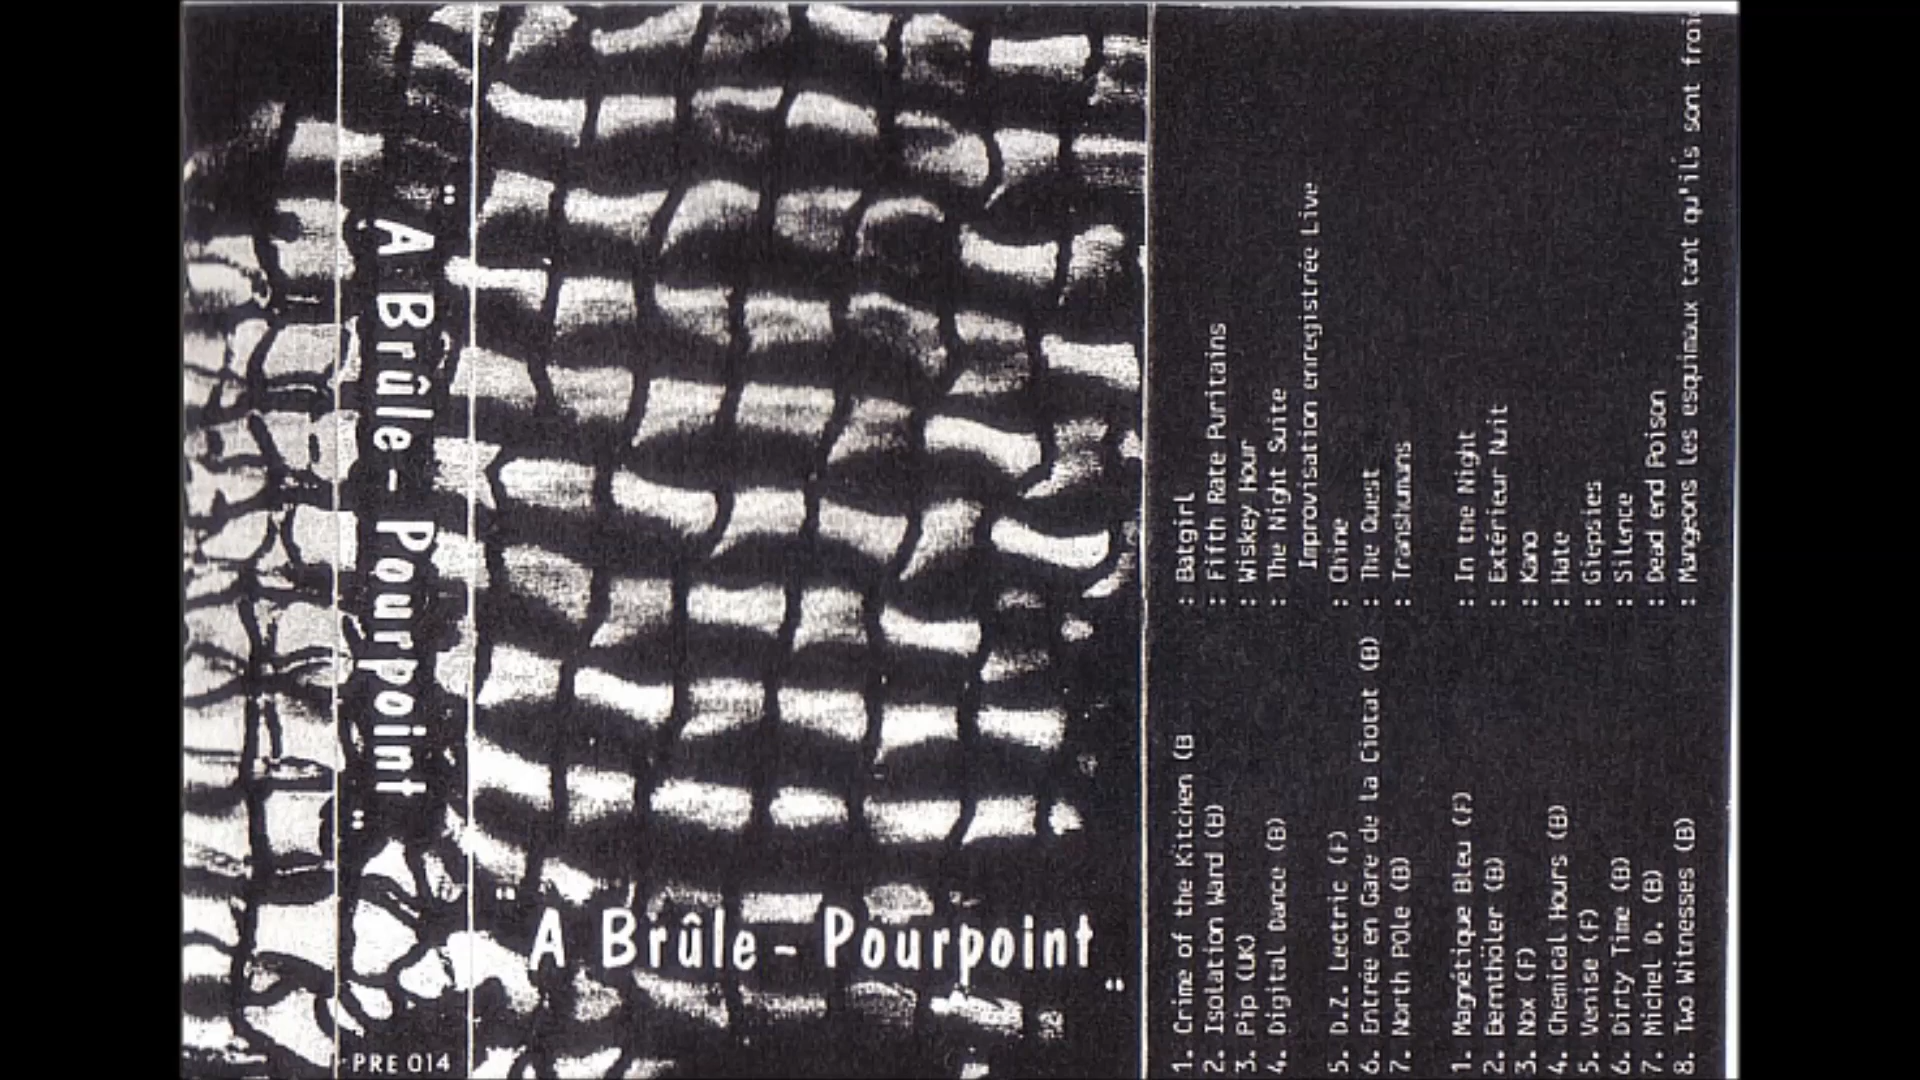 " A Brûle - Pourpoint "
PRE 014
" A Brûle - Pourpoint "
1. Crime of the Kitchen (B : Batgirl
2. Isolation Ward (B) : Fifth Rate Puritains
3. Pip (UK) : Wiskey Hour
4. Digital Dance (B) : The Night Suite
Improvisation enregistrée Live
5. D.Z. Lectric (F) : Chine
6. Entrée en Gare de la Ciotat (B) : The Quest
7. North POle (B) : Transhumans
1. Magnétique Bleu (F) : In the Night
2. Bernthöler (B) : Extérieur Nuit
3. Nox (F) : Kano
4. Chemical Hours (B) : Hate
5. Venise (F) : Giepsies
6. Dirty Time (B) : Silence
7. Michel D. (B) : Dead end Poison
8. Two Witnesses (B) : Mangeons les esquimaux tant qu'ils sont frai